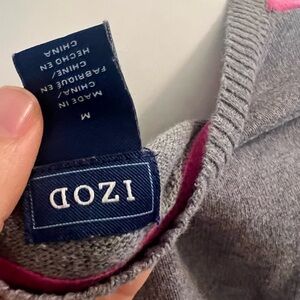 IZOD
M
MADE IN
CHINA/
FABRIQUE EN
CHINE/
HECHO EN
CHINA